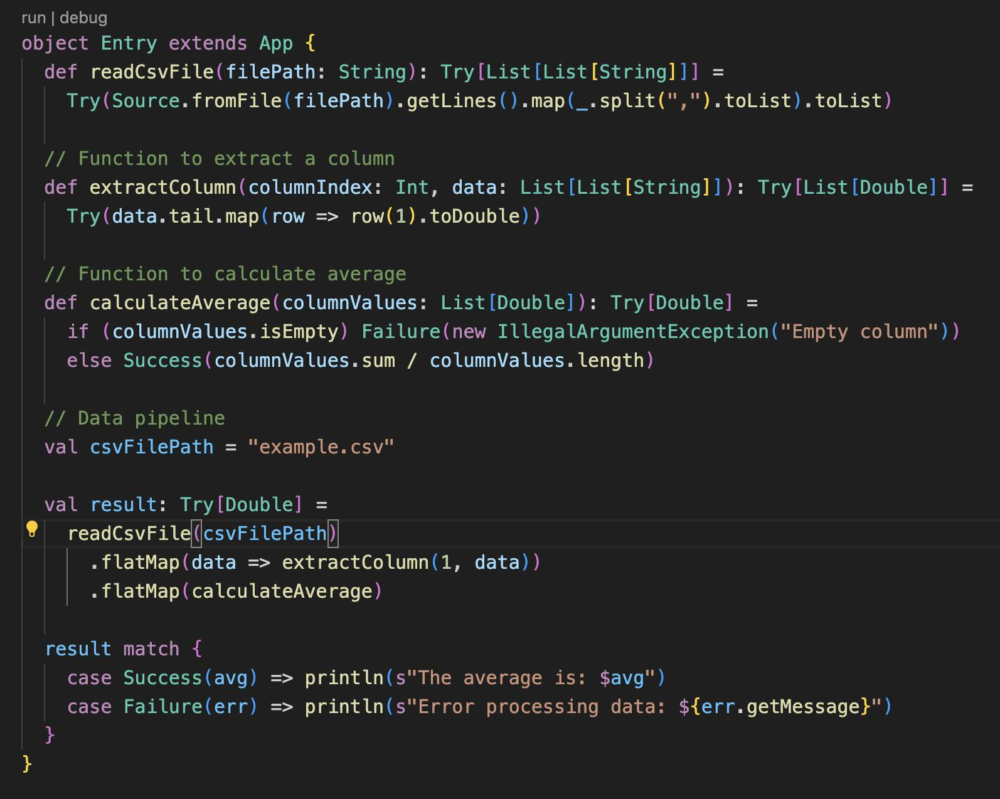 run | debug
object Entry extends App {
  def readCsvFile(filePath: String): Try[List[List[String]]] =
    Try(Source.fromFile(filePath).getLines().map(_.split(",").toList).toList)

  // Function to extract a column
  def extractColumn(columnIndex: Int, data: List[List[String]]): Try[List[Double]] =
    Try(data.tail.map(row => row(1).toDouble))

  // Function to calculate average
  def calculateAverage(columnValues: List[Double]): Try[Double] =
    if (columnValues.isEmpty) Failure(new IllegalArgumentException("Empty column"))
    else Success(columnValues.sum / columnValues.length)

  // Data pipeline
  val csvFilePath = "example.csv"

  val result: Try[Double] =
    readCsvFile(csvFilePath)
      .flatMap(data => extractColumn(1, data))
      .flatMap(calculateAverage)

  result match {
    case Success(avg) => println(s"The average is: $avg")
    case Failure(err) => println(s"Error processing data: ${err.getMessage}")
  }
}